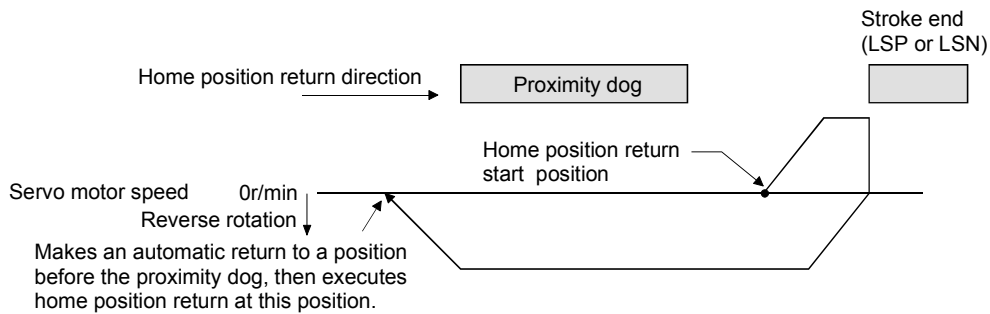 Stroke end
(LSP or LSN)
Home position return direction
Proximity dog
Home position return
start position
Servo motor speed
0r/min
Reverse rotation
Makes an automatic return to a position
before the proximity dog, then executes
home position return at this position.